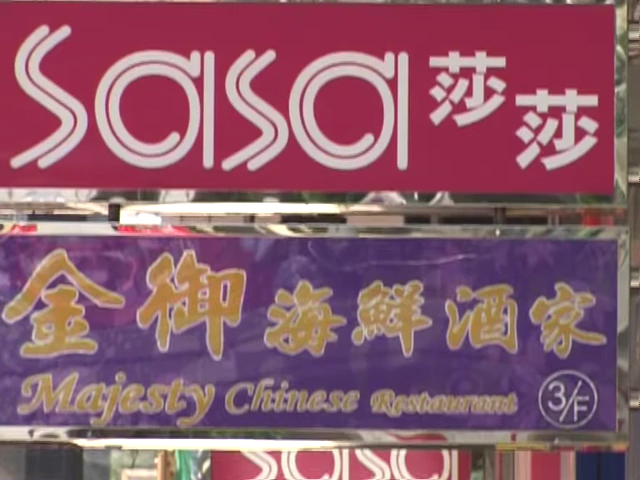 sasa 莎莎
金御海鮮酒家
Majesty Chinese Restaurant 3/F
sasa